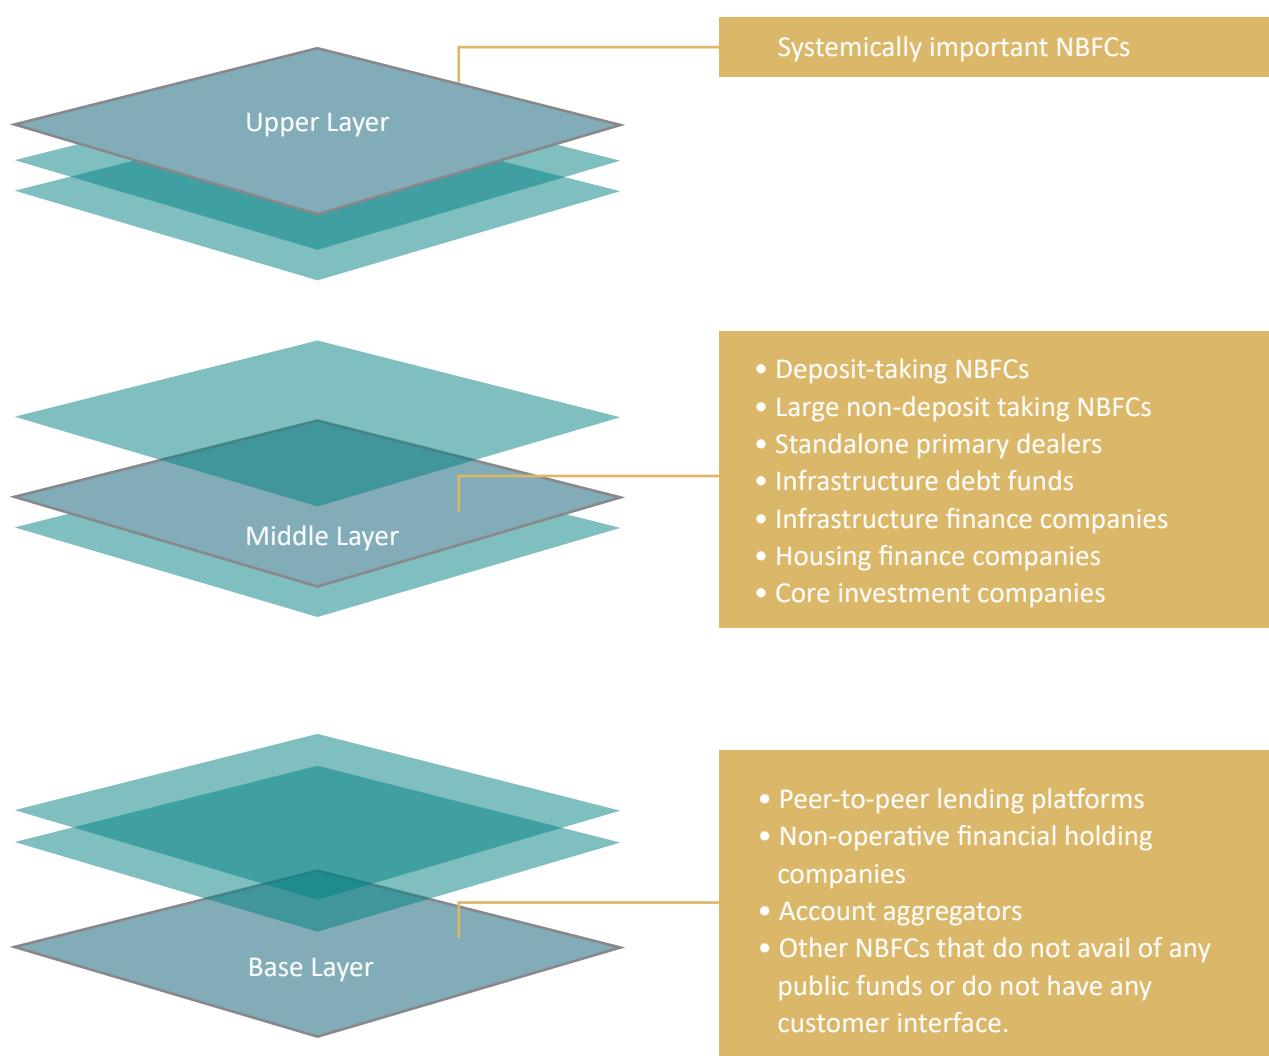 Systemically important NBFCs
Upper Layer
• Deposit-taking NBFCs
• Large non-deposit taking NBFCs
• Standalone primary dealers
• Infrastructure debt funds
• Infrastructure finance companies
• Housing finance companies
• Core investment companies
Middle Layer
• Peer-to-peer lending platforms
• Non-operative financial holding
companies
• Account aggregators
• Other NBFCs that do not avail of any
public funds or do not have any
customer interface.
Base Layer